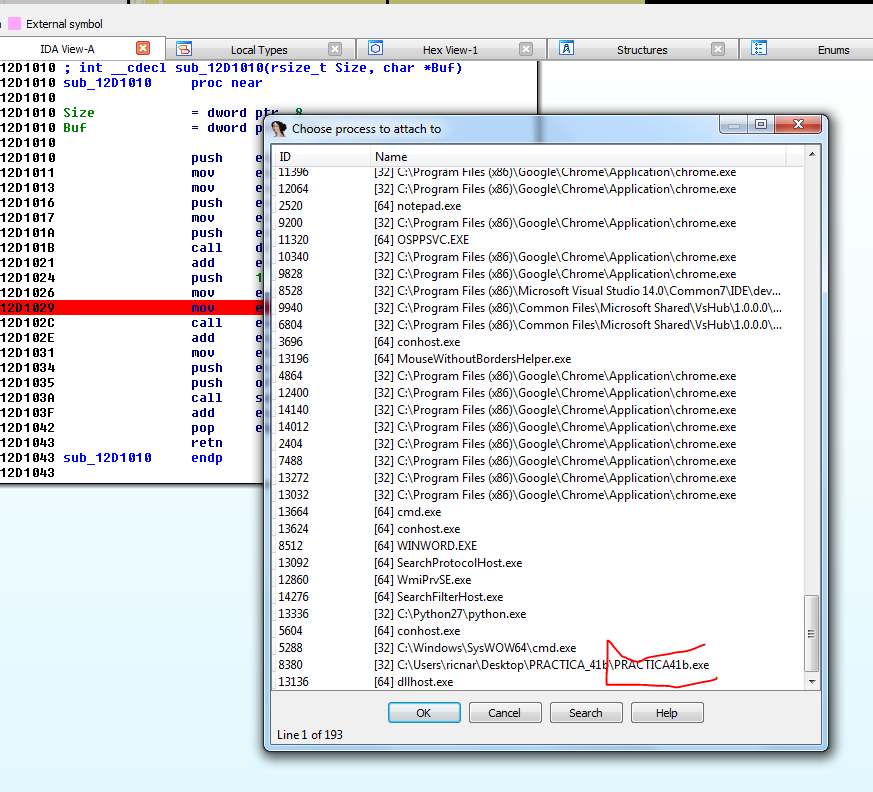 External symbol
IDA View-A Local Types Hex View-1 Structures Enums
12D1010 ; int __cdecl sub_12D1010(rsize_t Size, char *Buf)
12D1010 sub_12D1010 proc near
12D1010
12D1010 Size = dword ptr 8
12D1010 Buf = dword p
12D1010
12D1010 push e
12D1011 mov e
12D1013 mov e
12D1016 push e
12D1017 mov e
12D101A push e
12D101B call d
12D1021 add e
12D1024 push 1
12D1026 mov e
12D1029 mov e
12D102C call e
12D102E add e
12D1031 mov e
12D1034 push e
12D1035 push o
12D103A call s
12D103F add e
12D1042 pop e
12D1043 retn
12D1043 sub_12D1010 endp
12D1043
Choose process to attach to
ID Name
11396 [32] C:\Program Files (x86)\Google\Chrome\Application\chrome.exe
12064 [32] C:\Program Files (x86)\Google\Chrome\Application\chrome.exe
2520 [64] notepad.exe
9200 [32] C:\Program Files (x86)\Google\Chrome\Application\chrome.exe
11320 [64] OSPPSVC.EXE
10340 [32] C:\Program Files (x86)\Google\Chrome\Application\chrome.exe
9828 [32] C:\Program Files (x86)\Google\Chrome\Application\chrome.exe
8528 [32] C:\Program Files (x86)\Microsoft Visual Studio 14.0\Common7\IDE\dev...
9940 [32] C:\Program Files (x86)\Common Files\Microsoft Shared\VsHub\1.0.0.0\...
6804 [32] C:\Program Files (x86)\Common Files\Microsoft Shared\VsHub\1.0.0.0\...
3696 [64] conhost.exe
13196 [64] MouseWithoutBordersHelper.exe
4864 [32] C:\Program Files (x86)\Google\Chrome\Application\chrome.exe
12400 [32] C:\Program Files (x86)\Google\Chrome\Application\chrome.exe
14140 [32] C:\Program Files (x86)\Google\Chrome\Application\chrome.exe
14012 [32] C:\Program Files (x86)\Google\Chrome\Application\chrome.exe
2404 [32] C:\Program Files (x86)\Google\Chrome\Application\chrome.exe
7488 [32] C:\Program Files (x86)\Google\Chrome\Application\chrome.exe
13272 [32] C:\Program Files (x86)\Google\Chrome\Application\chrome.exe
13032 [32] C:\Program Files (x86)\Google\Chrome\Application\chrome.exe
13664 [64] cmd.exe
13624 [64] conhost.exe
8512 [64] WINWORD.EXE
13092 [64] SearchProtocolHost.exe
12860 [64] WmiPrvSE.exe
14276 [64] SearchFilterHost.exe
13336 [32] C:\Python27\python.exe
5604 [64] conhost.exe
5288 [32] C:\Windows\SysWOW64\cmd.exe
8380 [32] C:\Users\ricnar\Desktop\PRACTICA_41b\PRACTICA41b.exe
13136 [64] dllhost.exe
OK Cancel Search Help
Line 1 of 193